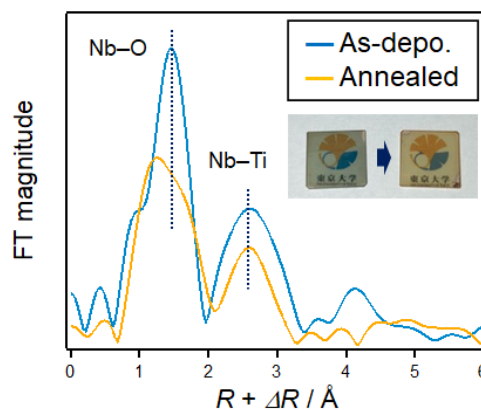 Nb–O
As-depo.
Annealed
Nb–Ti
東京大学
東京大学
FT magnitude
0
1
2
3
4
5
6
R + ΔR / Å